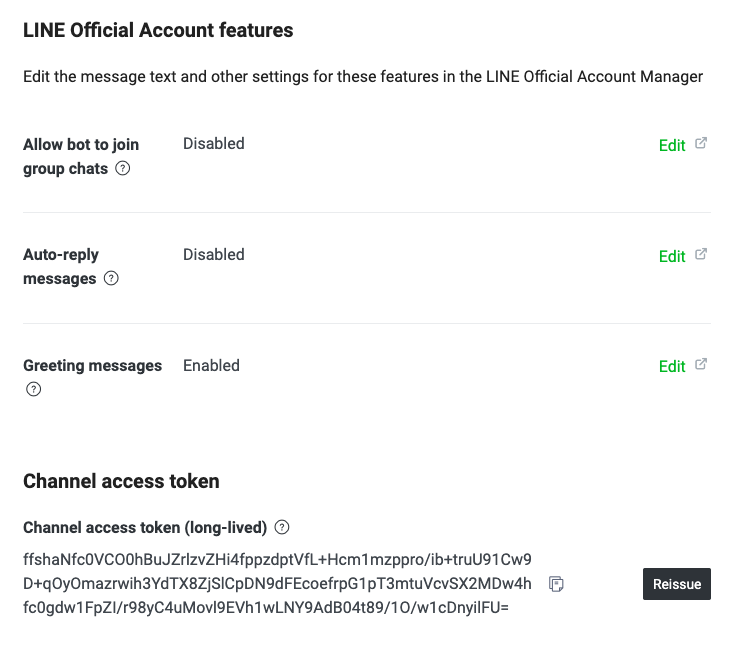 LINE Official Account features
Edit the message text and other settings for these features in the LINE Official Account Manager
Allow bot to join
group chats
Disabled
Edit
Auto-reply
messages
Disabled
Edit
Greeting messages
Enabled
Edit
Channel access token
Channel access token (long-lived)
ffshaNfc0VCO0hBuJZrlzvZHi4fppzdptVfL+Hcm1mzppro/ib+truU91Cw9
D+qOyOmazrwih3YdTX8ZjSlCpDN9dFEcoefrpG1pT3mtuVcvSX2MDw4h
fc0gdw1FpZI/r98yC4uMovl9EVh1wLNY9AdB04t89/1O/w1cDnyilFU=
Reissue